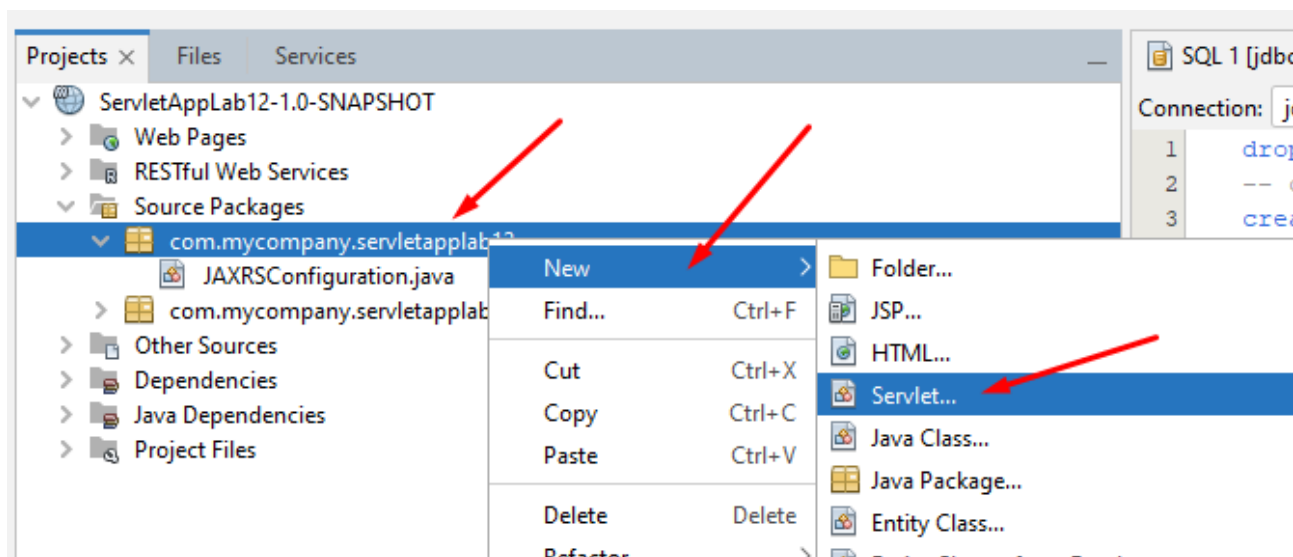 Projects × Files Services
ServletAppLab12-1.0-SNAPSHOT
Web Pages
RESTful Web Services
Source Packages
com.mycompany.servletapplab12
JAXRSConfiguration.java
com.mycompany.servletapplab
Other Sources
Dependencies
Java Dependencies
Project Files
New
Find... Ctrl+F
Cut Ctrl+X
Copy Ctrl+C
Paste Ctrl+V
Delete Delete
Refactor
Folder...
JSP...
HTML...
Servlet...
Java Class...
Java Package...
Entity Class...
SQL 1 [jdbc
Connection: j
1 drop
2 --
3 crea